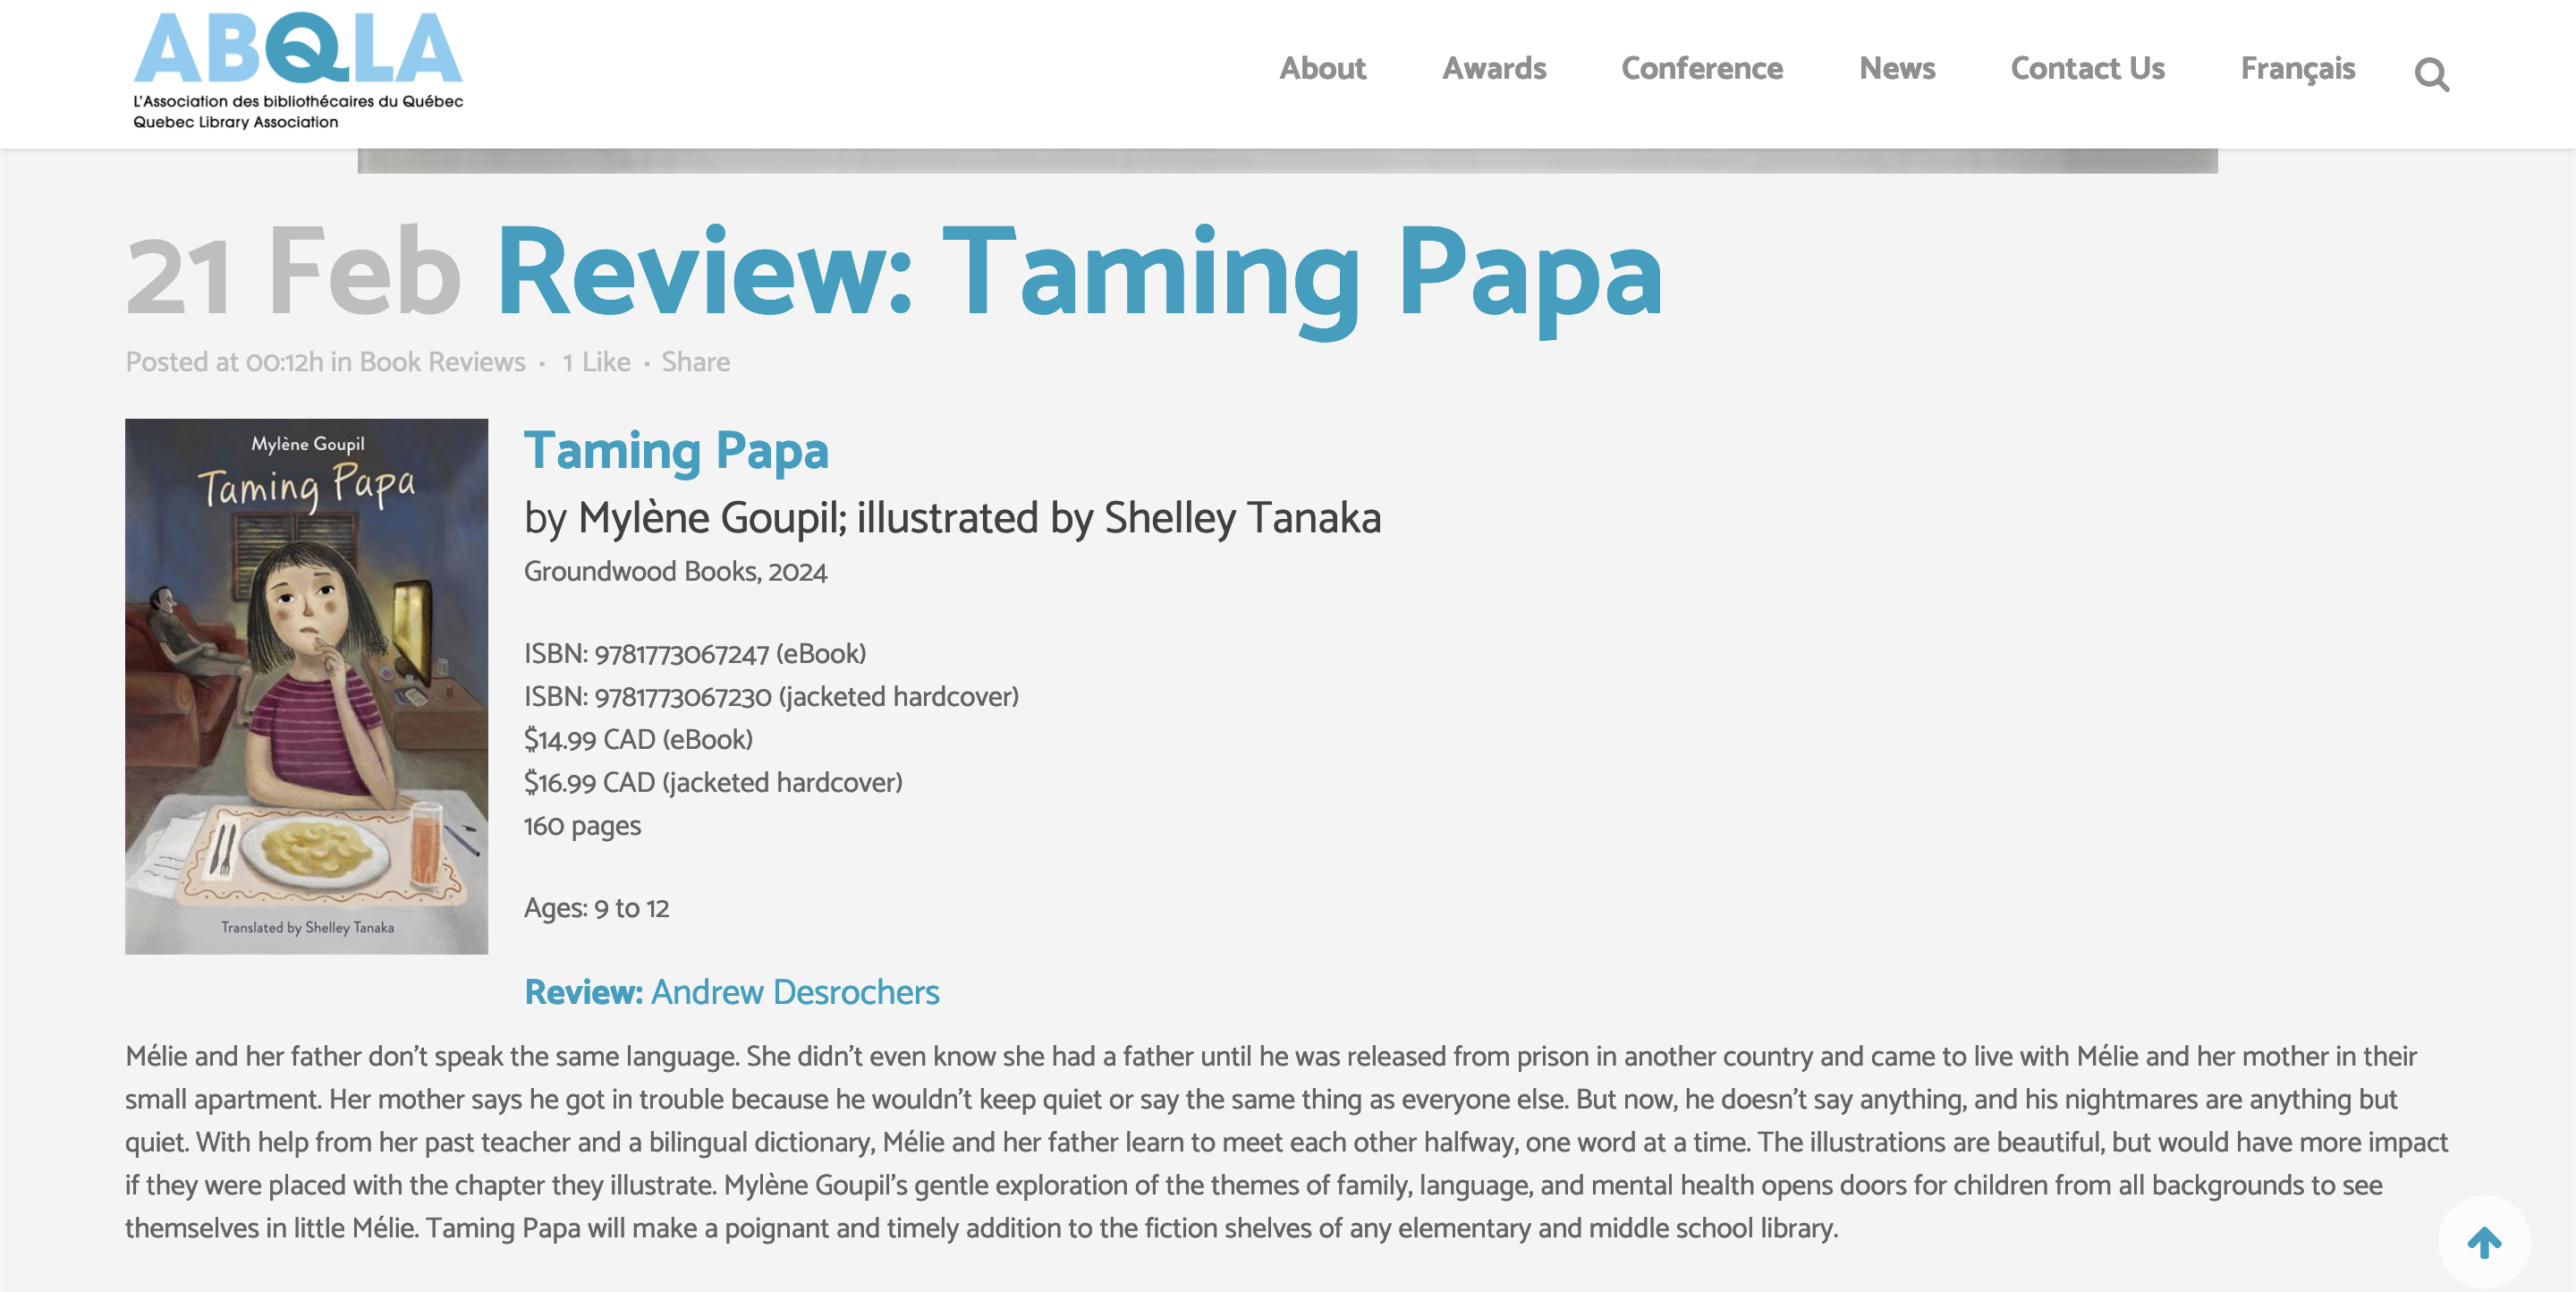 ABQLA
L'Association des bibliothécaires du Québec
Quebec Library Association
About
Awards
Conference
News
Contact Us
Français
21 Feb Review: Taming Papa
Posted at 00:12h in Book Reviews · 1 Like · Share
Mylène Goupil
Taming Papa
Translated by Shelley Tanaka
Taming Papa
by Mylène Goupil; illustrated by Shelley Tanaka
Groundwood Books, 2024
ISBN: 9781773067247 (eBook)
ISBN: 9781773067230 (jacketed hardcover)
$14.99 CAD (eBook)
$16.99 CAD (jacketed hardcover)
160 pages
Ages: 9 to 12
Review: Andrew Desrochers
Mélie and her father don't speak the same language. She didn't even know she had a father until he was released from prison in another country and came to live with Mélie and her mother in their
small apartment. Her mother says he got in trouble because he wouldn't keep quiet or say the same thing as everyone else. But now, he doesn't say anything, and his nightmares are anything but
quiet. With help from her past teacher and a bilingual dictionary, Mélie and her father learn to meet each other halfway, one word at a time. The illustrations are beautiful, but would have more impact
if they were placed with the chapter they illustrate. Mylène Goupil's gentle exploration of the themes of family, language, and mental health opens doors for children from all backgrounds to see
themselves in little Mélie. Taming Papa will make a poignant and timely addition to the fiction shelves of any elementary and middle school library.